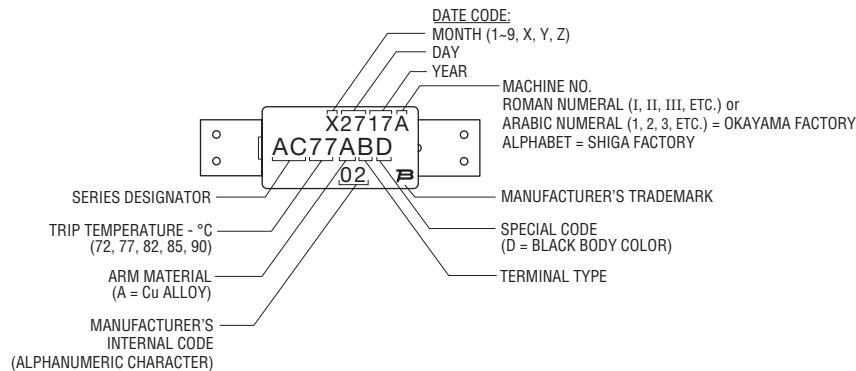 DATE CODE:
MONTH (1~9, X, Y, Z)
DAY
YEAR
MACHINE NO.
ROMAN NUMERAL (I, II, III, ETC.) or
ARABIC NUMERAL (1, 2, 3, ETC.) = OKAYAMA FACTORY
ALPHABET = SHIGA FACTORY
X2717A
AC77ABD
02
B
SERIES DESIGNATOR
MANUFACTURER'S TRADEMARK
TRIP TEMPERATURE - °C
(72, 77, 82, 85, 90)
SPECIAL CODE
(D = BLACK BODY COLOR)
ARM MATERIAL
(A = Cu ALLOY)
TERMINAL TYPE
MANUFACTURER'S
INTERNAL CODE
(ALPHANUMERIC CHARACTER)